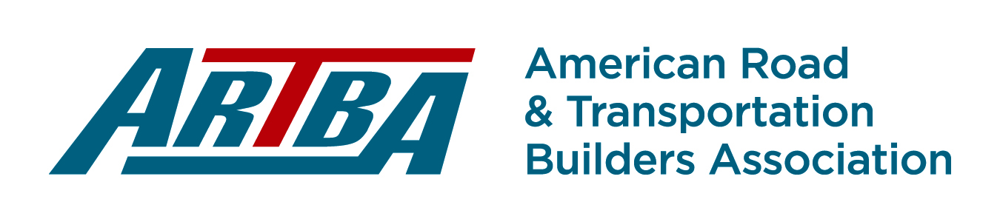 ARTBA
American Road
& Transportation
Builders Association